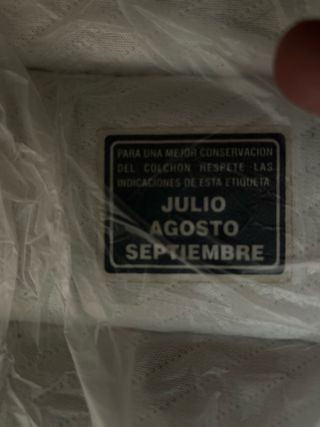 PARA UNA MEJOR CONSERVACION
DEL COLCHON RESPETE LAS
INDICACIONES DE ESTA ETIQUETA
JULIO
AGOSTO
SEPTIEMBRE